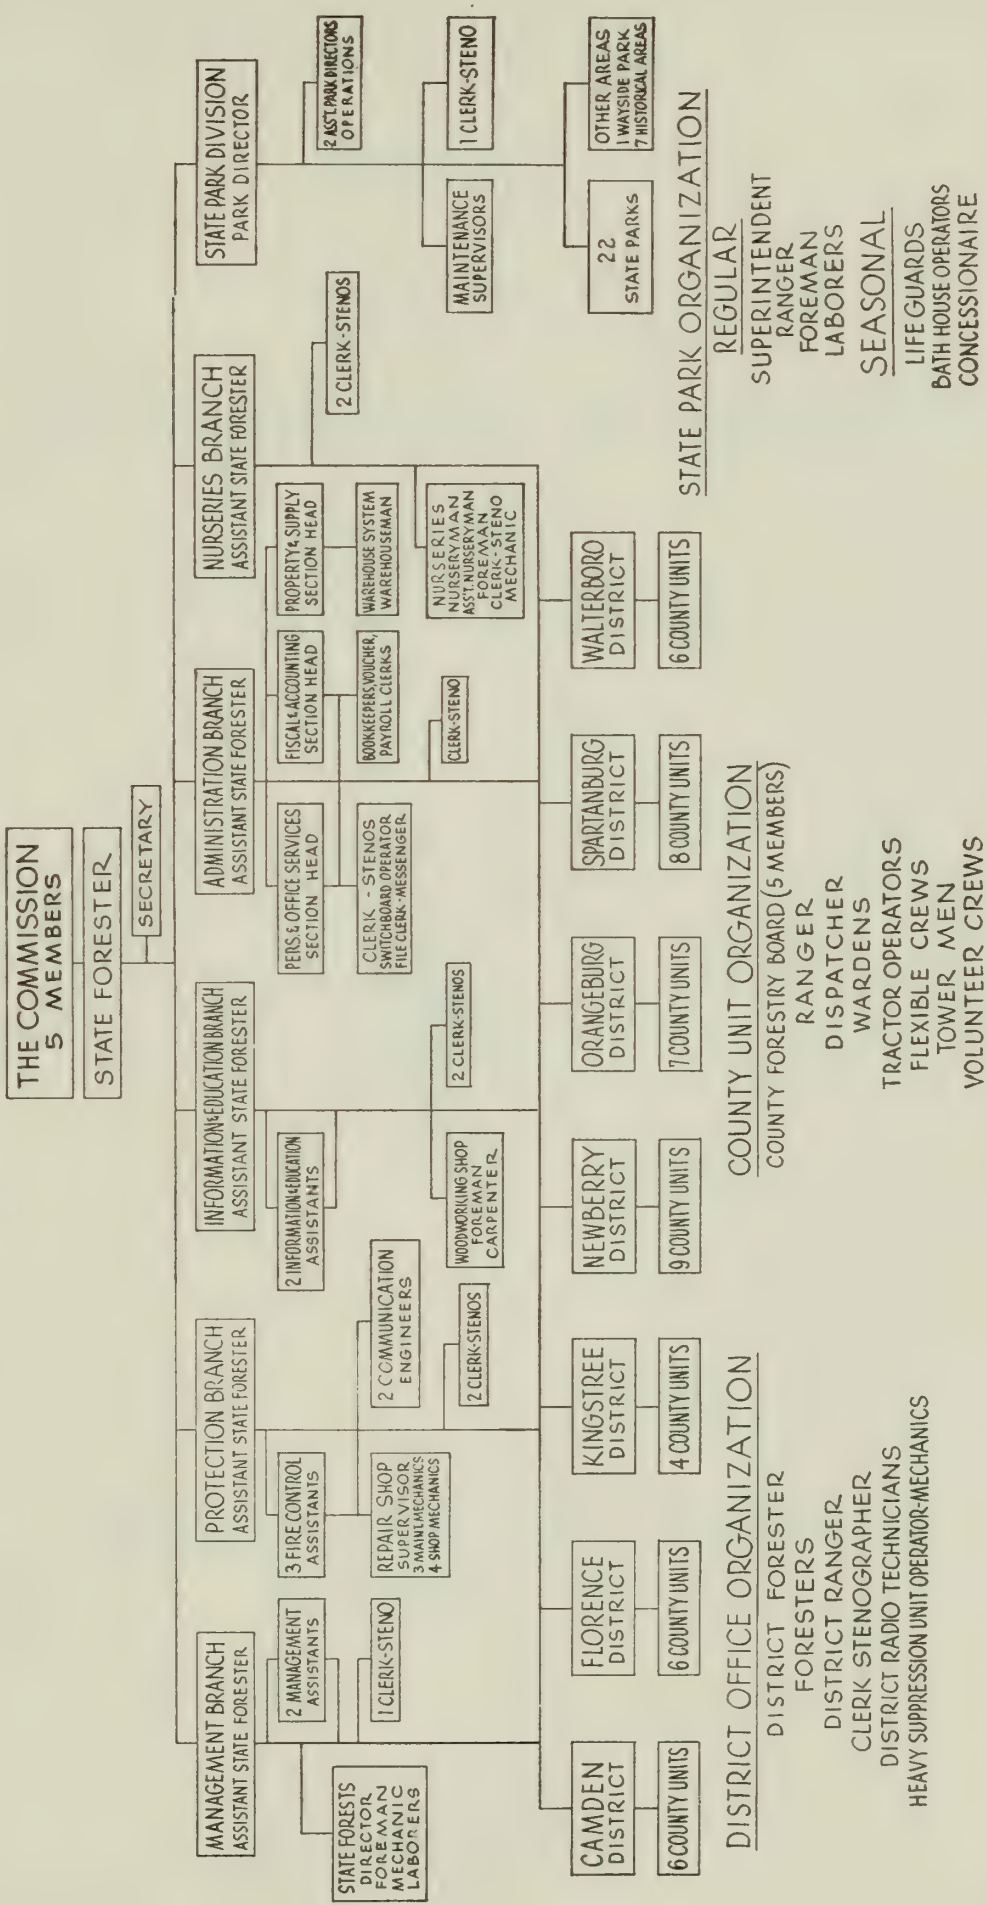 THE COMMISSION
5 MEMBERS
STATE FORESTER
SECRETARY
MANAGEMENT BRANCH
ASSISTANT STATE FORESTER
PROTECTION BRANCH
ASSISTANT STATE FORESTER
INFORMATION & EDUCATION BRANCH
ASSISTANT STATE FORESTER
ADMINISTRATION BRANCH
ASSISTANT STATE FORESTER
NURSERIES BRANCH
ASSISTANT STATE FORESTER
STATE PARK DIVISION
PARK DIRECTOR
2 MANAGEMENT
ASSISTANTS
STATE FORESTS
DIRECTOR
FOREMAN
MECHANIC
LABORERS
1 CLERK-STENO
3 FIRE CONTROL
ASSISTANTS
REPAIR SHOP
SUPERVISOR
3 MAINT. MECHANICS
4 SHOP MECHANICS
2 COMMUNICATION
ENGINEERS
2 CLERK-STENOS
2 INFORMATION & EDUCATION
ASSISTANTS
WOODWORKING SHOP
FOREMAN
CARPENTER
2 CLERK-STENOS
PERS. & OFFICE SERVICES
SECTION HEAD
FISCAL & ACCOUNTING
SECTION HEAD
PROPERTY & SUPPLY
SECTION HEAD
CLERK - STENOS
SWITCHBOARD OPERATOR
FILE CLERK-MESSENGER
BOOKKEEPERS, VOUCHER,
PAYROLL CLERKS
WAREHOUSE SYSTEM
WAREHOUSEMAN
CLERK-STENO
2 CLERK-STENOS
NURSERIES
NURSERYMAN
ASS'T. NURSERYMAN
FOREMAN
CLERK-STENO
MECHANIC
2 ASS'T. PARK DIRECTORS
OPERATIONS
MAINTENANCE
SUPERVISORS
1 CLERK-STENO
22
STATE PARKS
OTHER AREAS
1 WAYSIDE PARK
7 HISTORICAL AREAS
CAMDEN
DISTRICT
6 COUNTY UNITS
FLORENCE
DISTRICT
6 COUNTY UNITS
KINGSTREE
DISTRICT
4 COUNTY UNITS
NEWBERRY
DISTRICT
9 COUNTY UNITS
ORANGEBURG
DISTRICT
7 COUNTY UNITS
SPARTANBURG
DISTRICT
8 COUNTY UNITS
WALTERBORO
DISTRICT
6 COUNTY UNITS
DISTRICT OFFICE ORGANIZATION
DISTRICT FORESTER
FORESTERS
DISTRICT RANGER
CLERK STENOGRAPHER
DISTRICT RADIO TECHNICIANS
HEAVY SUPPRESSION UNIT OPERATOR-MECHANICS
COUNTY UNIT ORGANIZATION
COUNTY FORESTRY BOARD (5 MEMBERS)
RANGER
DISPATCHER
WARDENS
TRACTOR OPERATORS
FLEXIBLE CREWS
TOWER MEN
VOLUNTEER CREWS
STATE PARK ORGANIZATION
REGULAR
SUPERINTENDENT
RANGER
FOREMAN
LABORERS
SEASONAL
LIFE GUARDS
BATH HOUSE OPERATORS
CONCESSIONAIRE